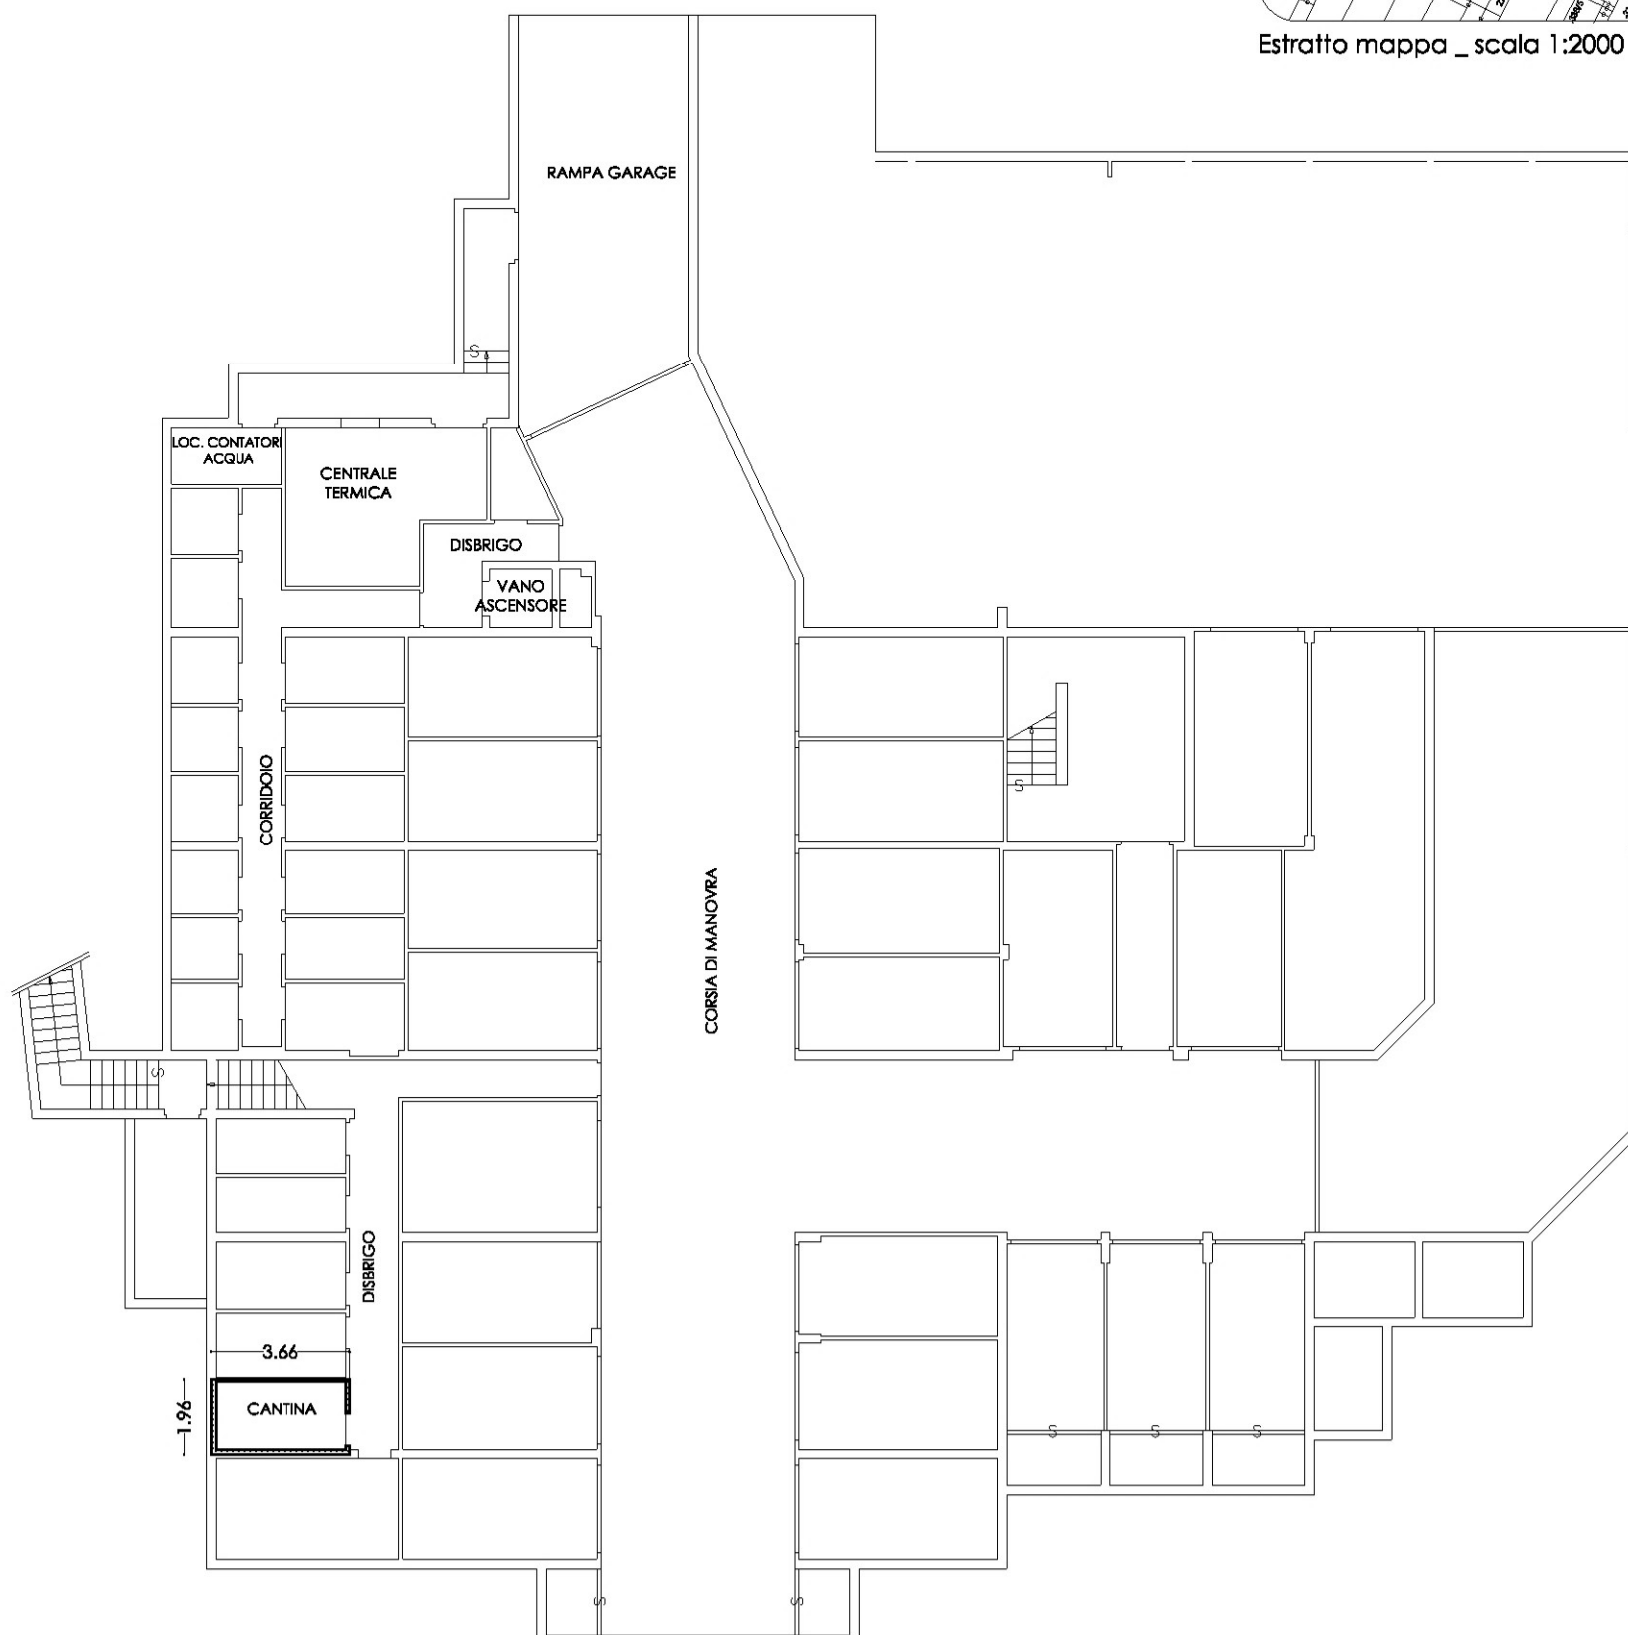 Estratto mappa _ scala 1:2000
RAMPA GARAGE
S
LOC. CONTATORI
ACQUA
CENTRALE
TERMICA
DISBRIGO
VANO
ASCENSORE
CORRIDOIO
S
CORSIA DI MANOVRA
S
DISBRIGO
3.66
CANTINA
1.96
S
S
S
S
S